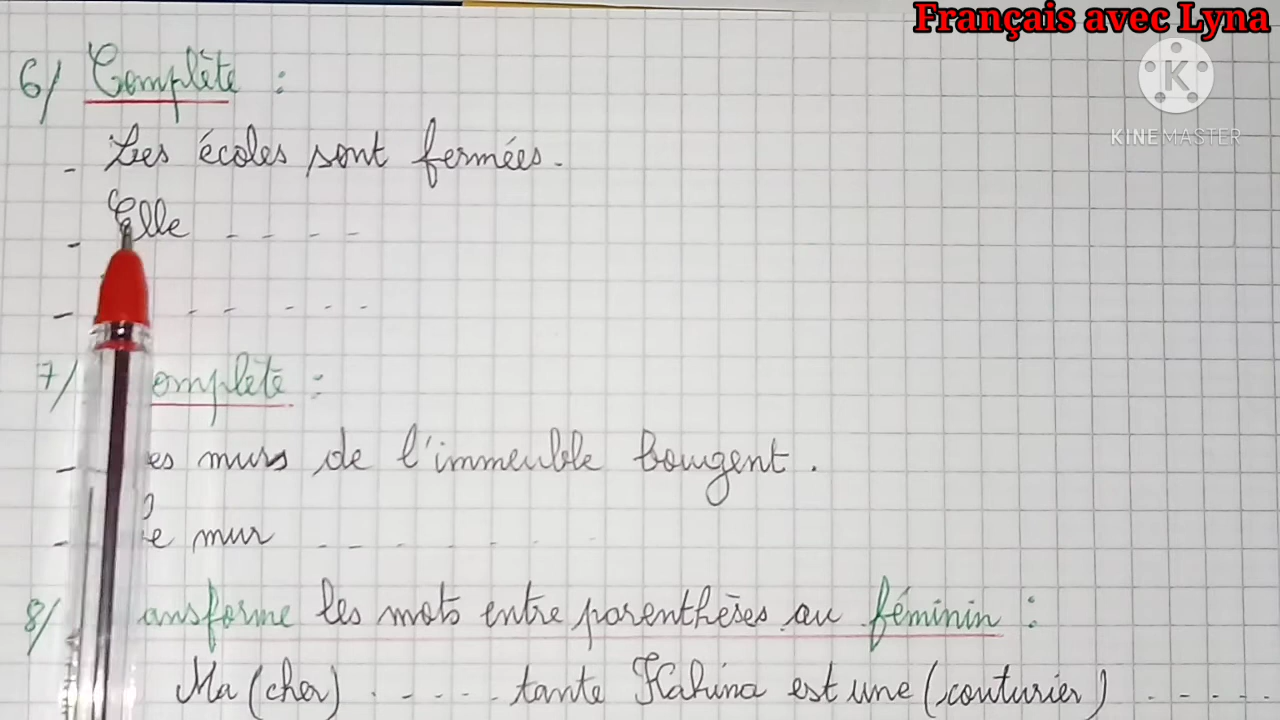 Français avec Lyna
KINEMASTER
6/ Complète :
- Les écoles sont fermées.
- Elle - - - -
- - - - - -
7/ omplète :
- es murs de l'immeuble bougent.
- Le mur - - - - - - -
8/ ansforme les mots entre parenthèses au féminin :
Ma (cher) . - - - - . tante Kahina est une (couturier) . - - - -